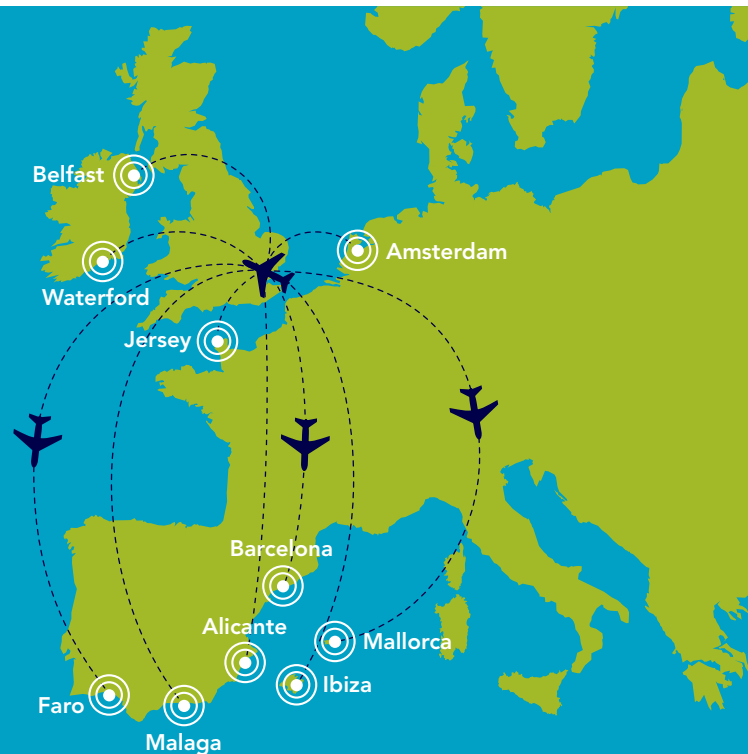 Belfast
Amsterdam
Waterford
Jersey
Barcelona
Alicante
Mallorca
Ibiza
Faro
Malaga